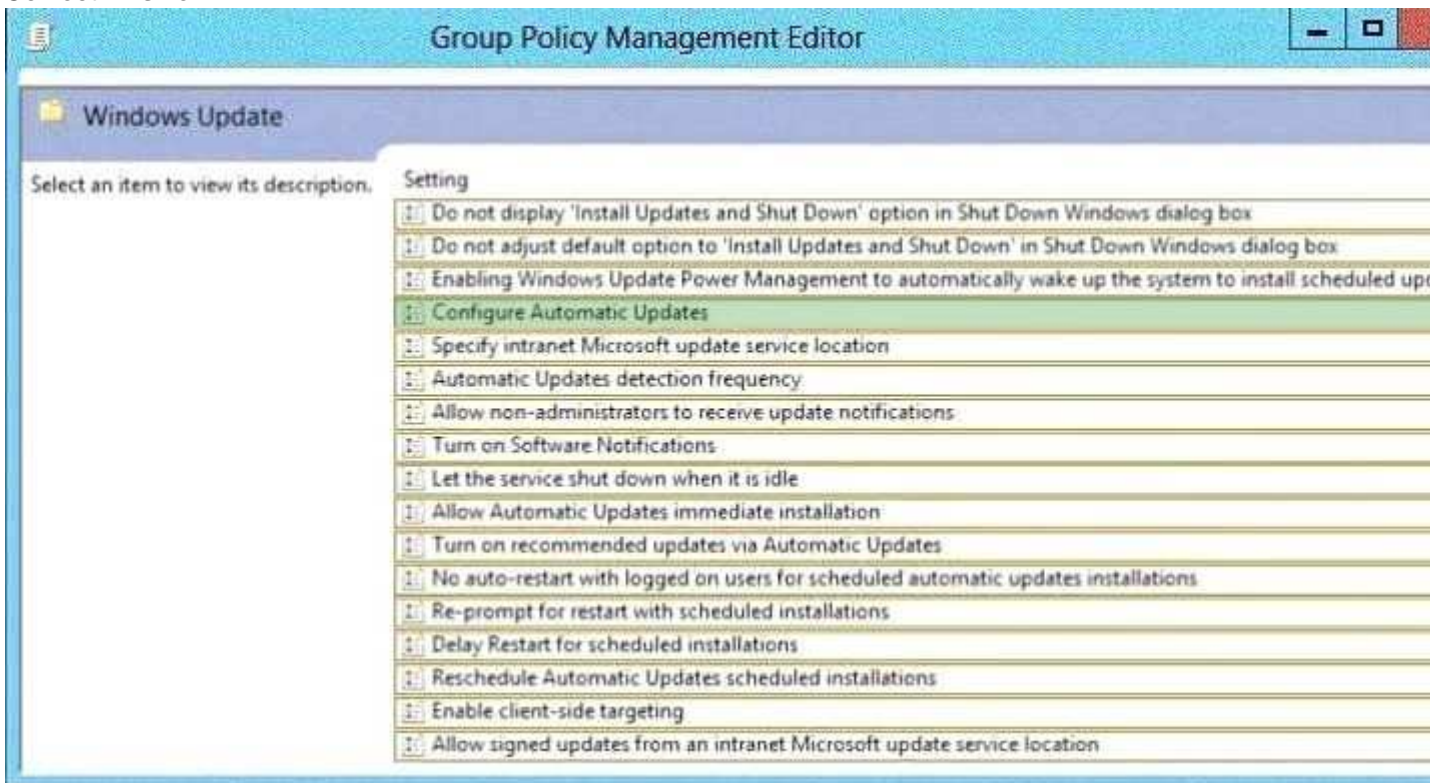 Group Policy Management Editor
Windows Update
Select an item to view its description.
Setting
Do not display 'Install Updates and Shut Down' option in Shut Down Windows dialog box
Do not adjust default option to 'Install Updates and Shut Down' in Shut Down Windows dialog box
Enabling Windows Update Power Management to automatically wake up the system to install scheduled upd
Configure Automatic Updates
Specify intranet Microsoft update service location
Automatic Updates detection frequency
Allow non-administrators to receive update notifications
Turn on Software Notifications
Let the service shut down when it is idle
Allow Automatic Updates immediate installation
Turn on recommended updates via Automatic Updates
No auto-restart with logged on users for scheduled automatic updates installations
Re-prompt for restart with scheduled installations
Delay Restart for scheduled installations
Reschedule Automatic Updates scheduled installations
Enable client-side targeting
Allow signed updates from an intranet Microsoft update service location